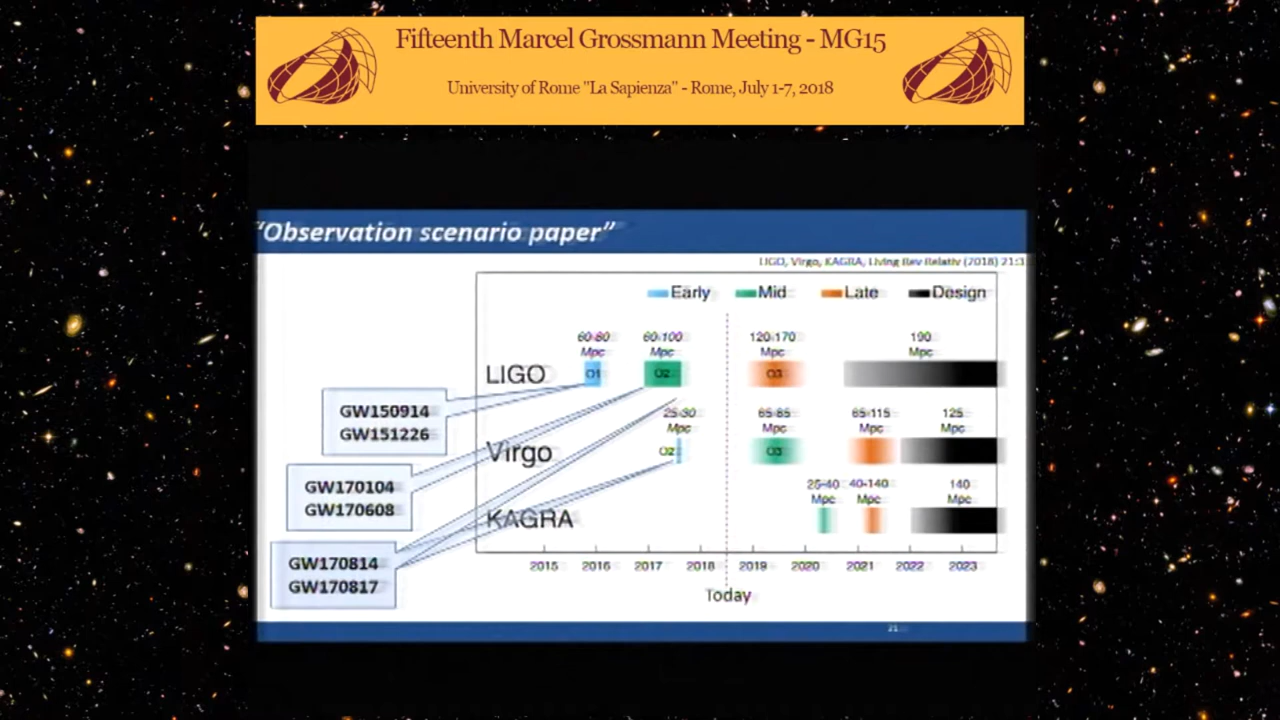 Fifteenth Marcel Grossmann Meeting - MG15
University of Rome "La Sapienza" - Rome, July 1-7, 2018
"Observation scenario paper"
LIGO, Virgo, KAGRA, Living Rev Relativ (2018) 21:3
Early Mid Late Design
60-80 60-100 120-170 190
Mpc Mpc Mpc Mpc
LIGO O1 O2 O3
GW150914
GW151226
25-30 65-85 65-115 125
Mpc Mpc Mpc Mpc
Virgo O2 O3
GW170104
GW170608
25-40 40-140 140
Mpc Mpc Mpc
KAGRA
GW170814
GW170817
2015 2016 2017 2018 2019 2020 2021 2022 2023
Today
21